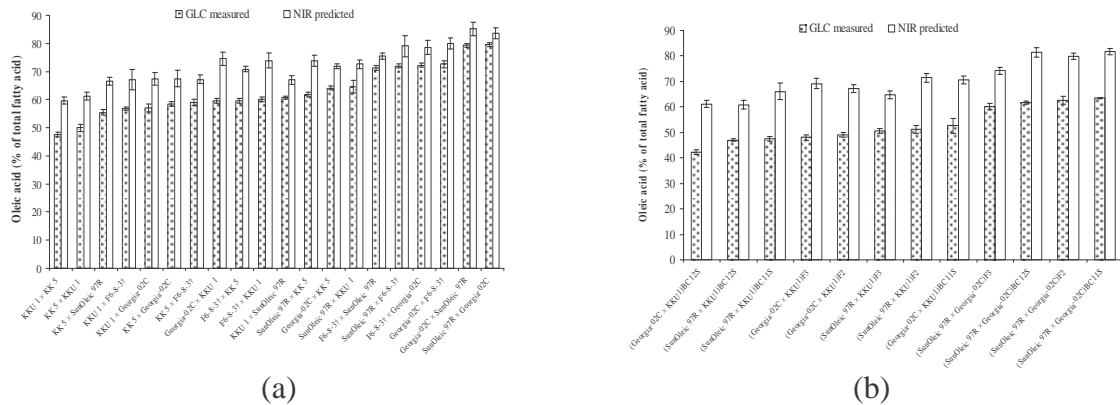 GLC measured NIR predicted
Oleic acid (% of total fatty acid)
90
80
70
60
50
40
30
20
10
0
KKU 1 × KK 5
KK 5 × KKU 1
KK 5 × SunOleic 97R
KKU 1 × F6-8-3†
KKU 1 × Georgia-02C
KK 5 × Georgia-02C
KK 5 × F6-8-3†
Georgia-02C × KKU 1
F6-8-3† × KK 5
F6-8-3† × KKU 1
KKU 1 × SunOleic 97R
SunOleic 97R × KK 5
Georgia-02C × KK 5
SunOleic 97R × KKU 1
F6-8-3† × SunOleic 97R
SunOleic 97R × F6-8-3†
F6-8-3† × Georgia-02C
Georgia-02C × F6-8-3†
Georgia-02C × SunOleic 97R
SunOleic 97R × Georgia-02C
(a)
GLC measured NIR predicted
Oleic acid (% of total fatty acid)
90
80
70
60
50
40
30
20
10
0
(Georgia-02C × KKU1)BC12S
(SunOleic 97R × KKU1)BC12S
(SunOleic 97R × KKU1)BC11S
(Georgia-02C × KKU1)F3
(Georgia-02C × KKU1)F2
(SunOleic 97R × KKU1)F3
(SunOleic 97R × KKU1)F2
(Georgia-02C × KKU1)BC11S
(SunOleic 97R × Georgia-02C)F3
(SunOleic 97R × Georgia-02C)BC12S
(SunOleic 97R × Georgia-02C)F2
(SunOleic 97R × Georgia-02C)BC11S
(b)